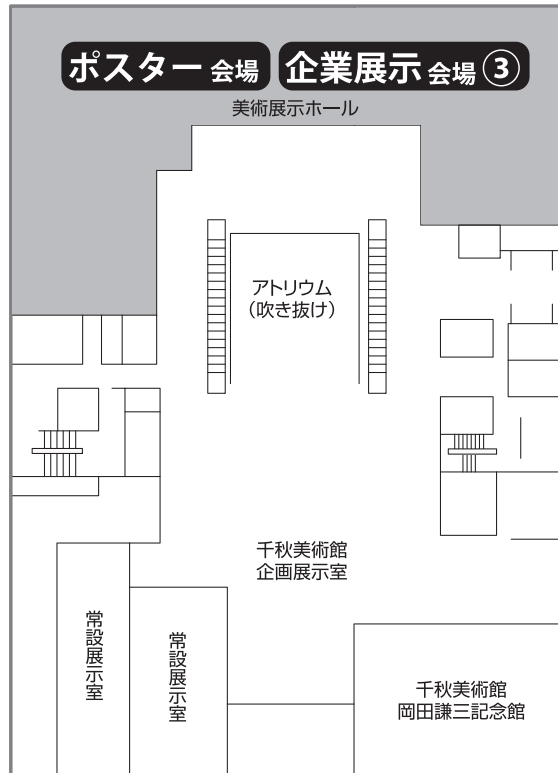 ポスター 会場 企業展示 会場③
美術展示ホール
アトリウム
(吹き抜け)
千秋美術館
企画展示室
常設展示室
常設展示室
千秋美術館
岡田謙三記念館